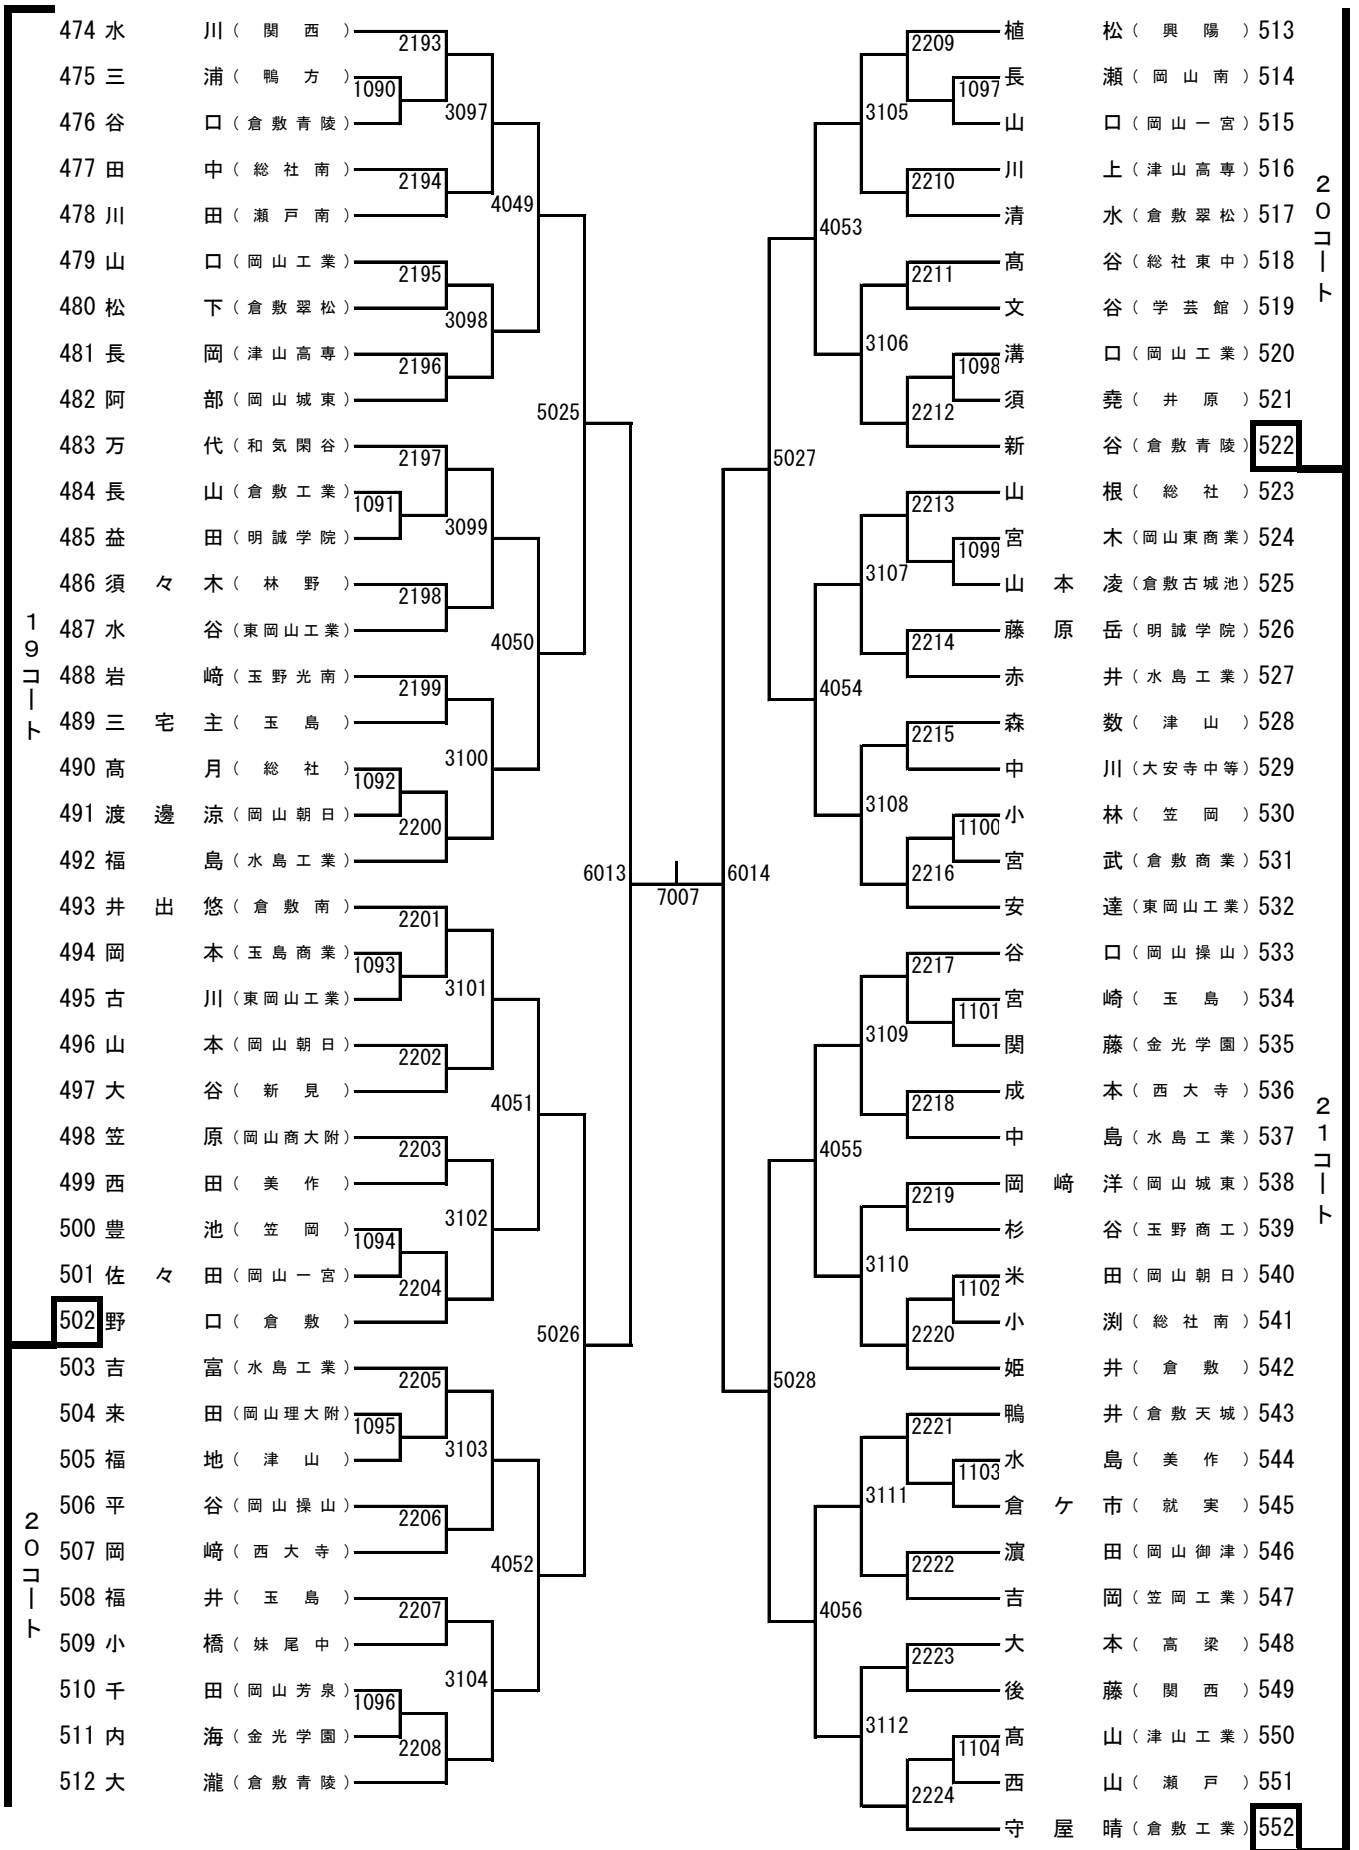 474 水川 (関西)
475 三浦 (鴨方)
476 谷口 (倉敷青陵)
477 田中 (総社南)
478 川田 (瀬戸南)
479 山口 (岡山工業)
480 松下 (倉敷翠松)
481 長岡 (津山高専)
482 阿部 (岡山城東)
483 万代 (和気閑谷)
484 長山 (倉敷工業)
485 益田 (明誠学院)
486 須々木 (林野)
487 水谷 (東岡山工業)
488 岩﨑 (玉野光南)
489 三宅主 (玉島)
490 髙月 (総社)
491 渡邊涼 (岡山朝日)
492 福島 (水島工業)
493 井出悠 (倉敷南)
494 岡本 (玉島商業)
495 古川 (東岡山工業)
496 山本 (岡山朝日)
497 大谷 (新見)
498 笠原 (岡山商大附)
499 西田 (美作)
500 豊池 (笠岡)
501 佐々田 (岡山一宮)
502 野口 (倉敷)
503 吉富 (水島工業)
504 来田 (岡山理大附)
505 福地 (津山)
506 平谷 (岡山操山)
507 岡﨑 (西大寺)
508 福井 (玉島)
509 小橋 (妹尾中)
510 千田 (岡山芳泉)
511 内海 (金光学園)
512 大瀧 (倉敷青陵)
19コート
20コート
1090
1091
1092
1093
1094
1095
1096
2193
2194
2195
2196
2197
2198
2199
2200
2201
2202
2203
2204
2205
2206
2207
2208
3097
3098
3099
3100
3101
3102
3103
3104
4049
4050
4051
4052
5025
5026
6013
7007
6014
5027
5028
4053
4054
4055
4056
3105
3106
3107
3108
3109
3110
3111
3112
2209
2210
2211
2212
2213
2214
2215
2216
2217
2218
2219
2220
2221
2222
2223
2224
1097
1098
1099
1100
1101
1102
1103
1104
植松 (興陽) 513
長瀬 (岡山南) 514
山口 (岡山一宮) 515
川上 (津山高専) 516
清水 (倉敷翠松) 517
髙谷 (総社東中) 518
文谷 (学芸館) 519
溝口 (岡山工業) 520
須堯 (井原) 521
新谷 (倉敷青陵) 522
山根 (総社) 523
宮木 (岡山東商業) 524
山本凌 (倉敷古城池) 525
藤原岳 (明誠学院) 526
赤井 (水島工業) 527
森数 (津山) 528
中川 (大安寺中等) 529
小林 (笠岡) 530
宮武 (倉敷商業) 531
安達 (東岡山工業) 532
谷口 (岡山操山) 533
宮崎 (玉島) 534
関藤 (金光学園) 535
成本 (西大寺) 536
中島 (水島工業) 537
岡﨑洋 (岡山城東) 538
杉谷 (玉野商工) 539
米田 (岡山朝日) 540
小渕 (総社南) 541
姫井 (倉敷) 542
鴨井 (倉敷天城) 543
水島 (美作) 544
倉ケ市 (就実) 545
濵田 (岡山御津) 546
吉岡 (笠岡工業) 547
大本 (高梁) 548
後藤 (関西) 549
髙山 (津山工業) 550
西山 (瀬戸) 551
守屋晴 (倉敷工業) 552
20コート
21コート